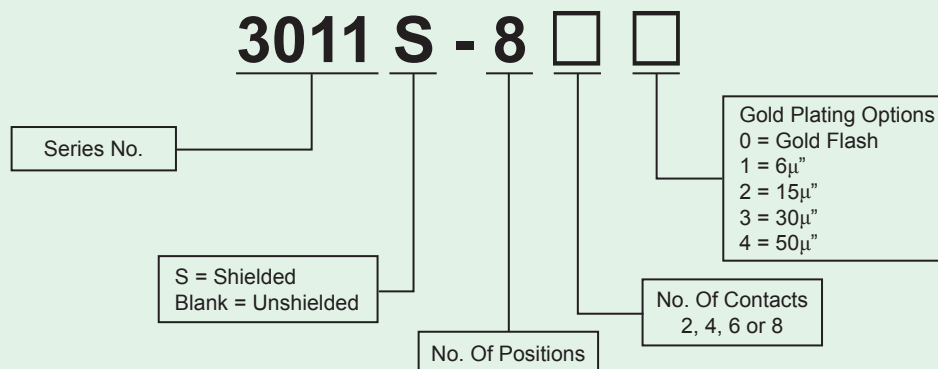 3011 S - 8 □ □
Series No.
S = Shielded
Blank = Unshielded
No. Of Positions
No. Of Contacts
2, 4, 6 or 8
Gold Plating Options
0 = Gold Flash
1 = 6µ”
2 = 15µ”
3 = 30µ”
4 = 50µ”